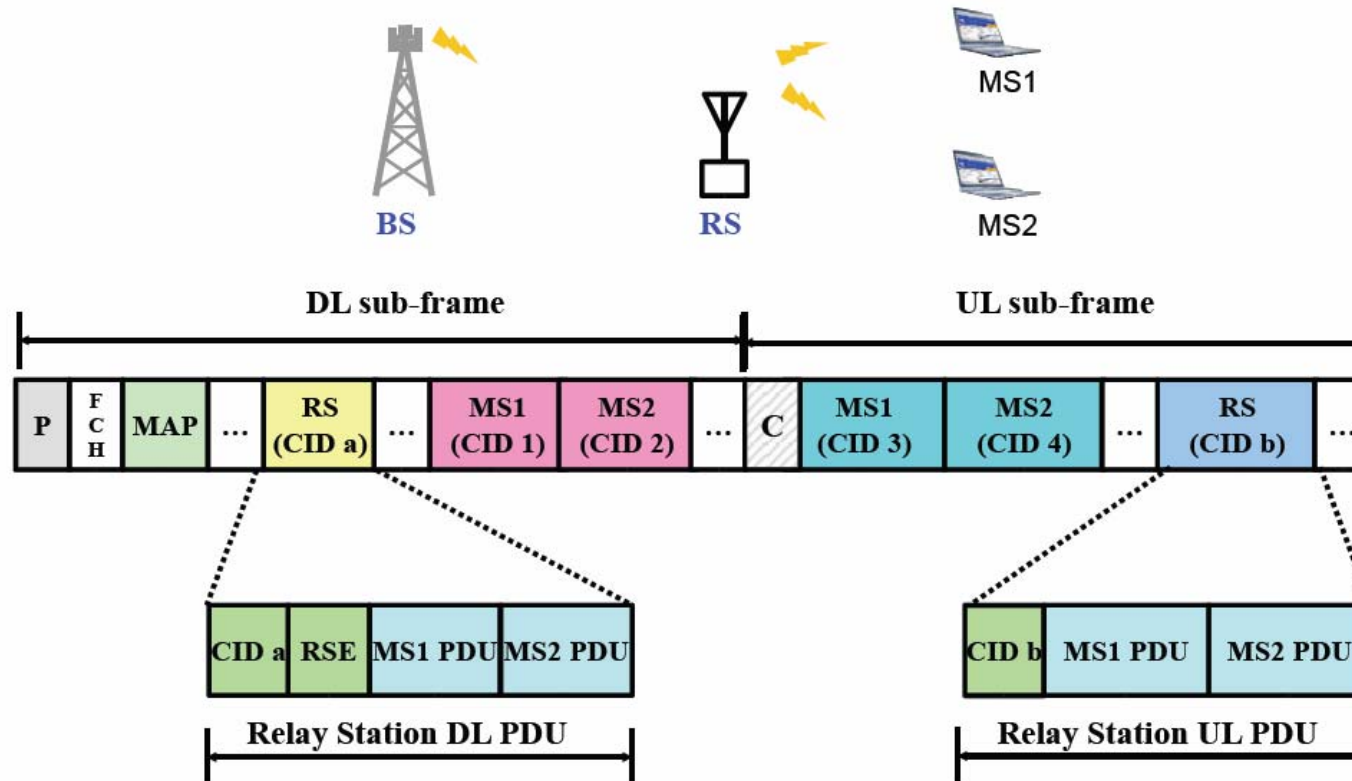 MS1
BS
RS
MS2
DL sub-frame
UL sub-frame
P
F
C
H
MAP
...
RS
(CID a)
...
MS1
(CID 1)
MS2
(CID 2)
...
C
MS1
(CID 3)
MS2
(CID 4)
...
RS
(CID b)
...
CID a
RSE
MS1 PDU
MS2 PDU
CID b
MS1 PDU
MS2 PDU
Relay Station DL PDU
Relay Station UL PDU